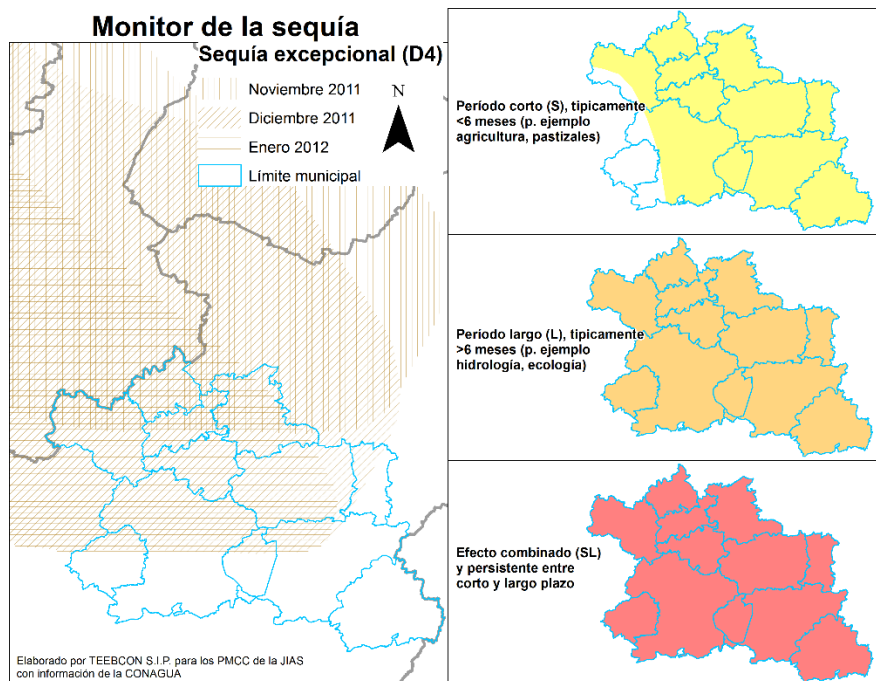 Monitor de la sequía
Sequía excepcional (D4)
Noviembre 2011
Diciembre 2011
Enero 2012
Límite municipal
N
Elaborado por TEEBCON S.I.P. para los PMCC de la JIAS
con información de la CONAGUA
Período corto (S), tipicamente
<6 meses (p. ejemplo
agricultura, pastizales)
Período largo (L), tipicamente
>6 meses (p. ejemplo
hidrología, ecologia)
Efecto combinado (SL)
y persistente entre
corto y largo plazo